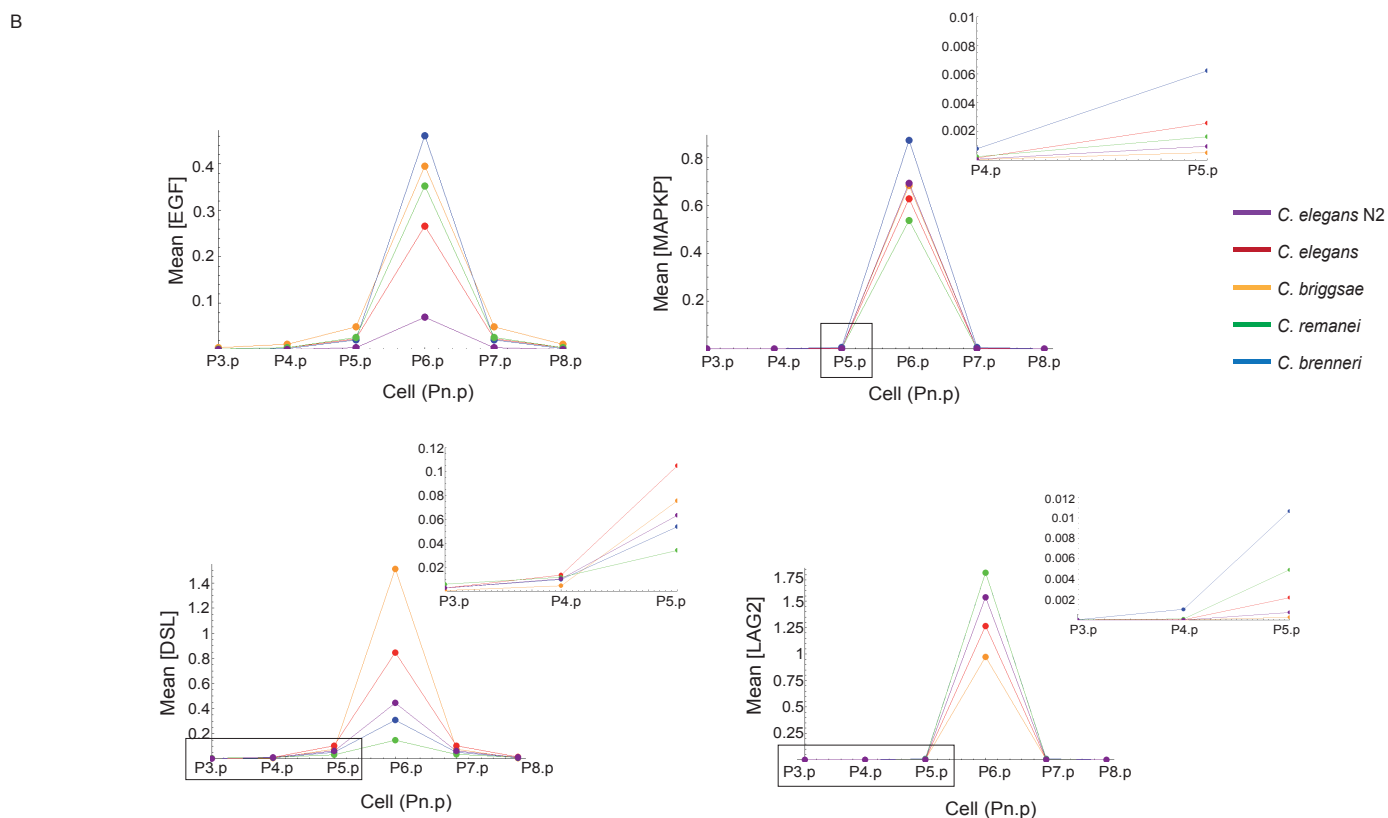 B
0.01
0.008
0.006
0.004
0.002
P4.p
P5.p
0.4
0.3
0.2
0.1
Mean [EGF]
P3.p P4.p P5.p P6.p P7.p P8.p
Cell (Pn.p)
0.8
0.6
0.4
0.2
Mean [MAPKP]
P3.p P4.p P5.p P6.p P7.p P8.p
Cell (Pn.p)
C. elegans N2
C. elegans
C. briggsae
C. remanei
C. brenneri
0.12
0.1
0.08
0.06
0.04
0.02
P3.p P4.p P5.p
1.4
1.2
1
0.8
0.6
0.4
0.2
Mean [DSL]
P3.p P4.p P5.p P6.p P7.p P8.p
Cell (Pn.p)
0.012
0.01
0.008
0.006
0.004
0.002
P3.p P4.p P5.p
1.75
1.5
1.25
1
0.75
0.5
0.25
Mean [LAG2]
P3.p P4.p P5.p P6.p P7.p P8.p
Cell (Pn.p)